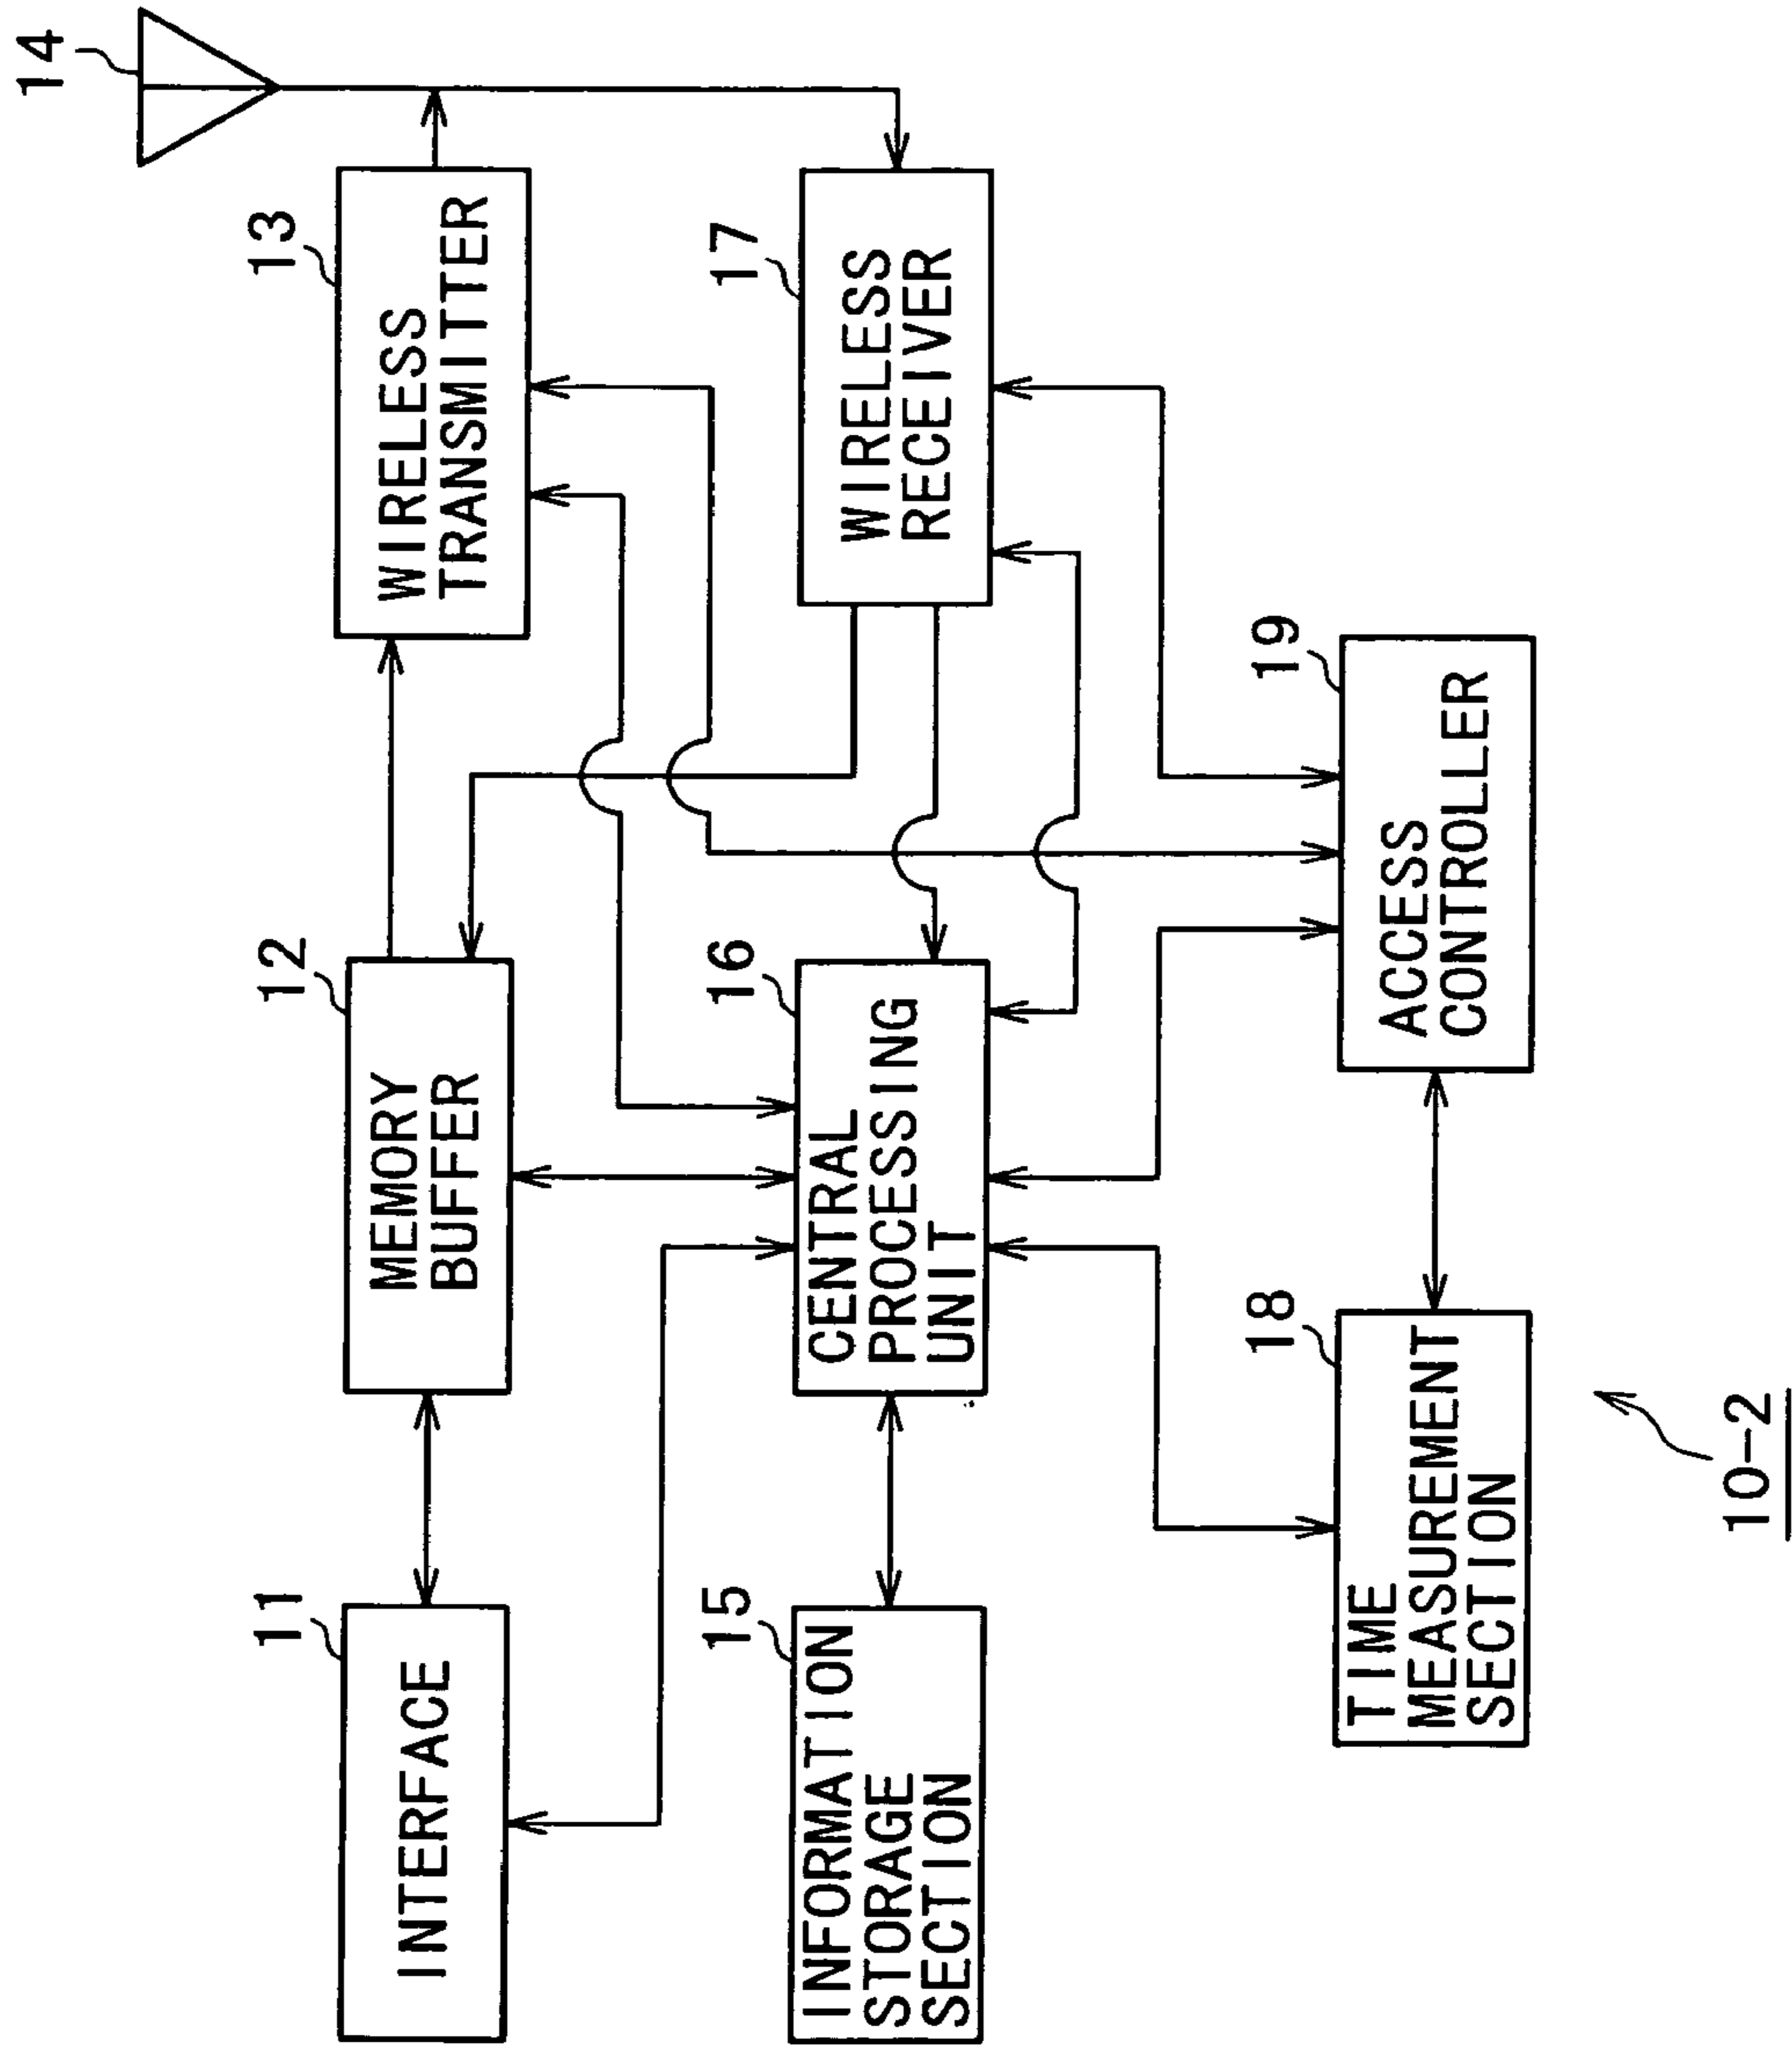 14
13
WIRELESS
TRANSMITTER
17
WIRELESS
RECEIVER
12
MEMORY
BUFFER
16
CENTRAL
PROCESSING
UNIT
19
ACCESS
CONTROLLER
11
INTERFACE
15
INFORMATION
STORAGE
SECTION
18
TIME
MEASUREMENT
SECTION
10-2